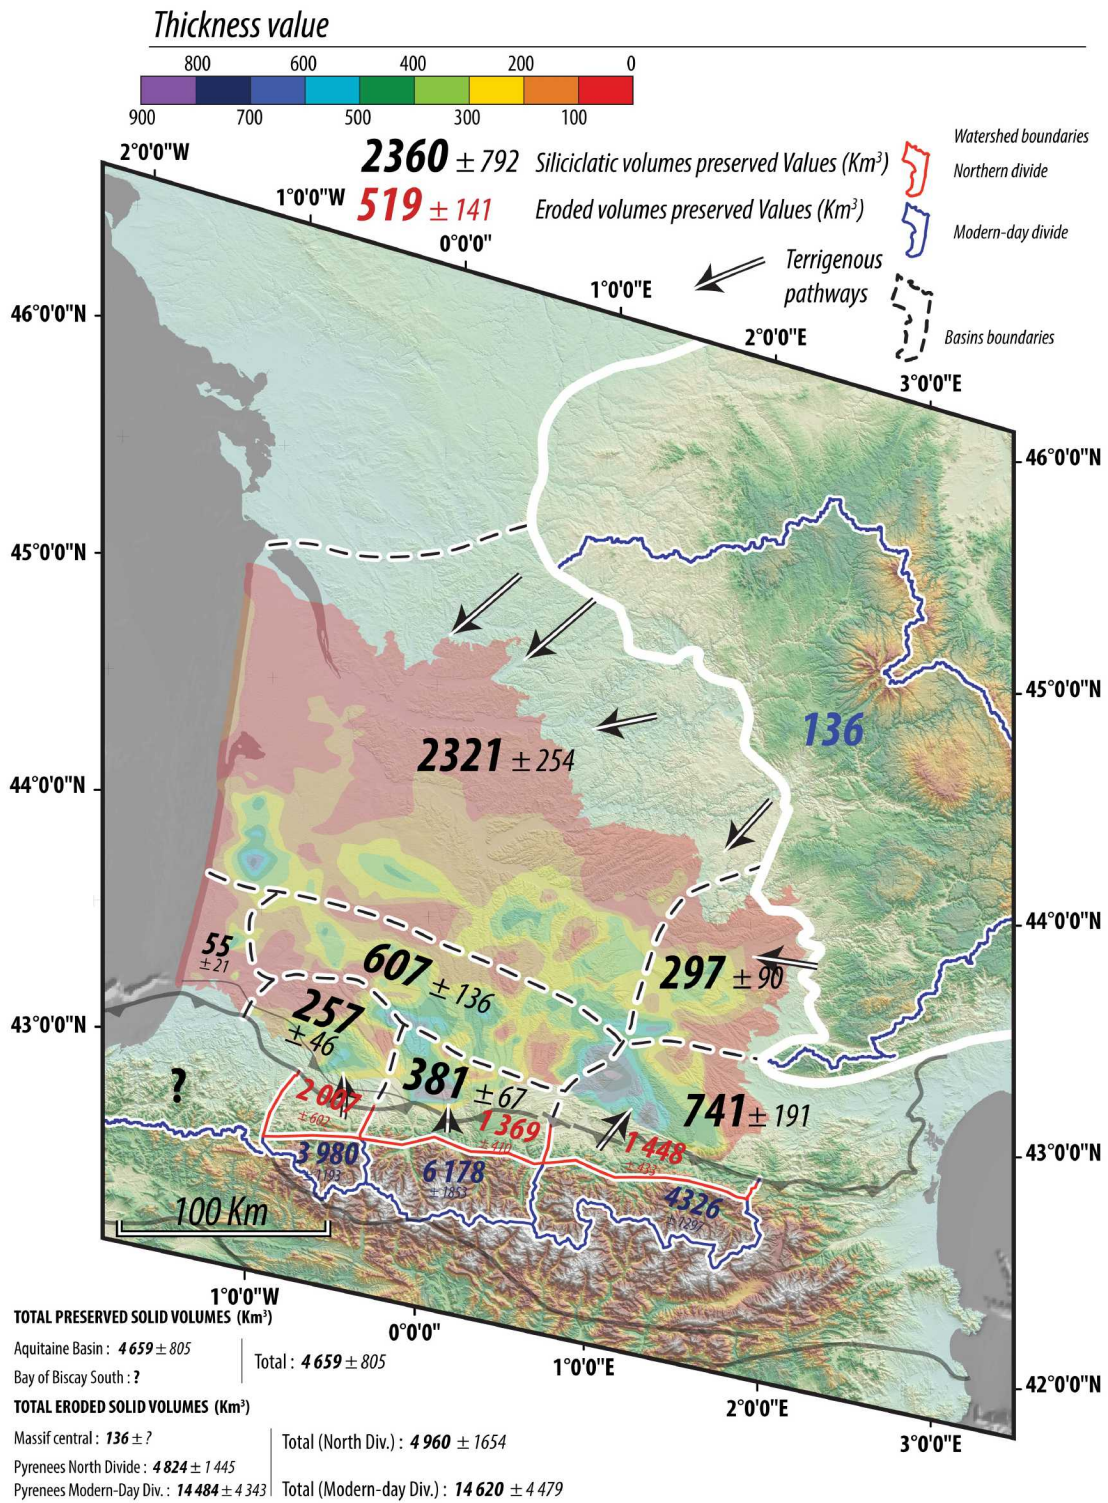 Thickness value
800 600 400 200 0
900 700 500 300 100
2360 ± 792 Siliciclatic volumes preserved Values (Km³)
519 ± 141 Eroded volumes preserved Values (Km³)
Watershed boundaries
Northern divide
Modern-day divide
Terrigenous
pathways
Basins boundaries
2°0'0"W
1°0'0"W
0°0'0"
1°0'0"E
2°0'0"E
3°0'0"E
46°0'0"N
46°0'0"N
45°0'0"N
45°0'0"N
136
2321 ± 254
44°0'0"N
44°0'0"N
55
± 21
607 ± 136
297 ± 90
257
± 46
43°0'0"N
43°0'0"N
?
381 ± 67
741 ± 191
2 007
± 602
1 369
± 410
1 448
3 980
6 178
± 1853
4326
± 1297
100 Km
42°0'0"N
1°0'0"W
0°0'0"
1°0'0"E
2°0'0"E
3°0'0"E
TOTAL PRESERVED SOLID VOLUMES (Km³)
Aquitaine Basin : 4 659 ± 805
Bay of Biscay South : ?
Total : 4 659 ± 805
TOTAL ERODED SOLID VOLUMES (Km³)
Massif central : 136 ± ?
Pyrenees North Divide : 4 824 ± 1 445
Pyrenees Modern-Day Div. : 14 484 ± 4 343
Total (North Div.) : 4 960 ± 1654
Total (Modern-day Div.) : 14 620 ± 4 479